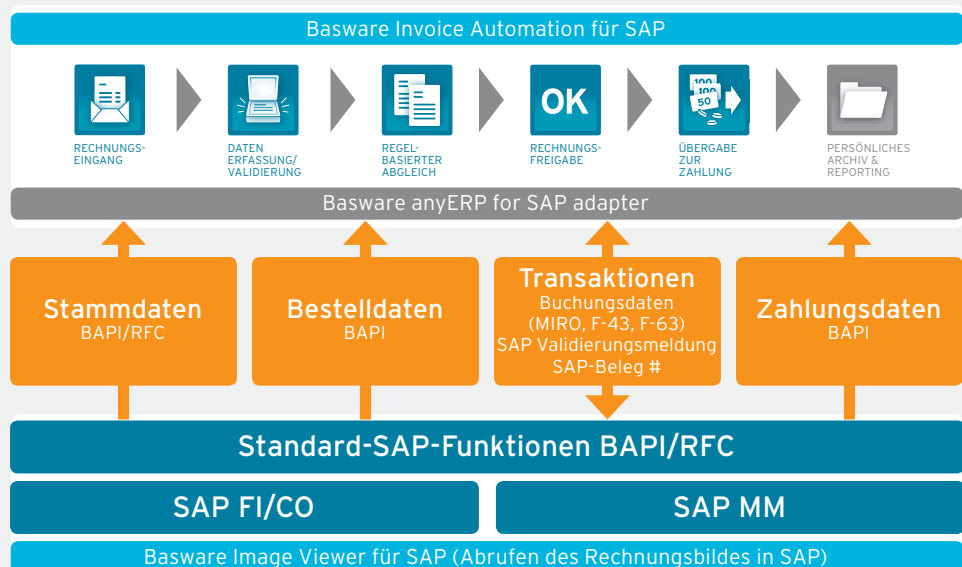 Basware Invoice Automation für SAP
100
100
50
OK
RECHNUNGS-
EINGANG
DATEN
ERFASSUNG/
VALIDIERUNG
REGEL-
BASIERTER
ABGLEICH
RECHNUNGS-
FREIGABE
ÜBERGABE
ZUR
ZAHLUNG
PERSÖNLICHES
ARCHIV &
REPORTING
Basware anyERP for SAP adapter
Stammdaten
BAPI/RFC
Bestelldaten
BAPI
Transaktionen
Buchungsdaten
(MIRO, F-43, F-63)
SAP Validierungsmeldung
SAP-Beleg #
Zahlungsdaten
BAPI
Standard-SAP-Funktionen BAPI/RFC
SAP FI/CO
SAP MM
Basware Image Viewer für SAP (Abrufen des Rechnungsbildes in SAP)